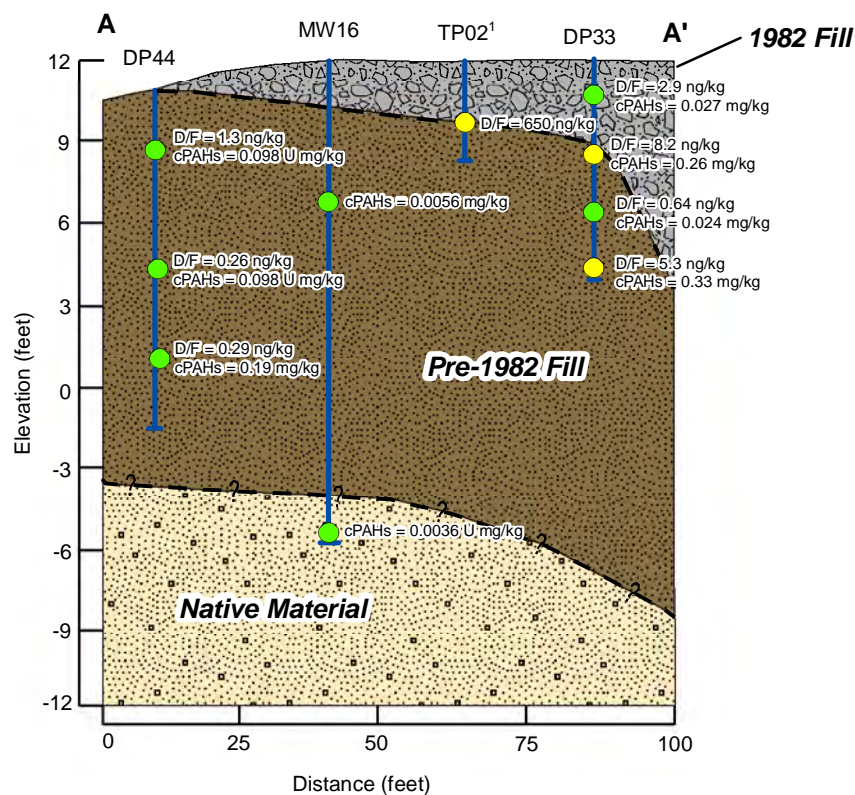 A
DP44
MW16
TP02¹
DP33
A'
1982 Fill
12
9
6
3
0
-3
-6
-9
-12
Elevation (feet)
D/F = 2.9 ng/kg
cPAHs = 0.027 mg/kg
D/F = 650 ng/kg
D/F = 1.3 ng/kg
cPAHs = 0.098 U mg/kg
D/F = 8.2 ng/kg
cPAHs = 0.26 mg/kg
cPAHs = 0.0056 mg/kg
D/F = 0.64 ng/kg
cPAHs = 0.024 mg/kg
D/F = 0.26 ng/kg
cPAHs = 0.098 U mg/kg
D/F = 5.3 ng/kg
cPAHs = 0.33 mg/kg
D/F = 0.29 ng/kg
cPAHs = 0.19 mg/kg
Pre-1982 Fill
? ? ? ? ? ?
cPAHs = 0.0036 U mg/kg
Native Material
0 25 50 75 100
Distance (feet)